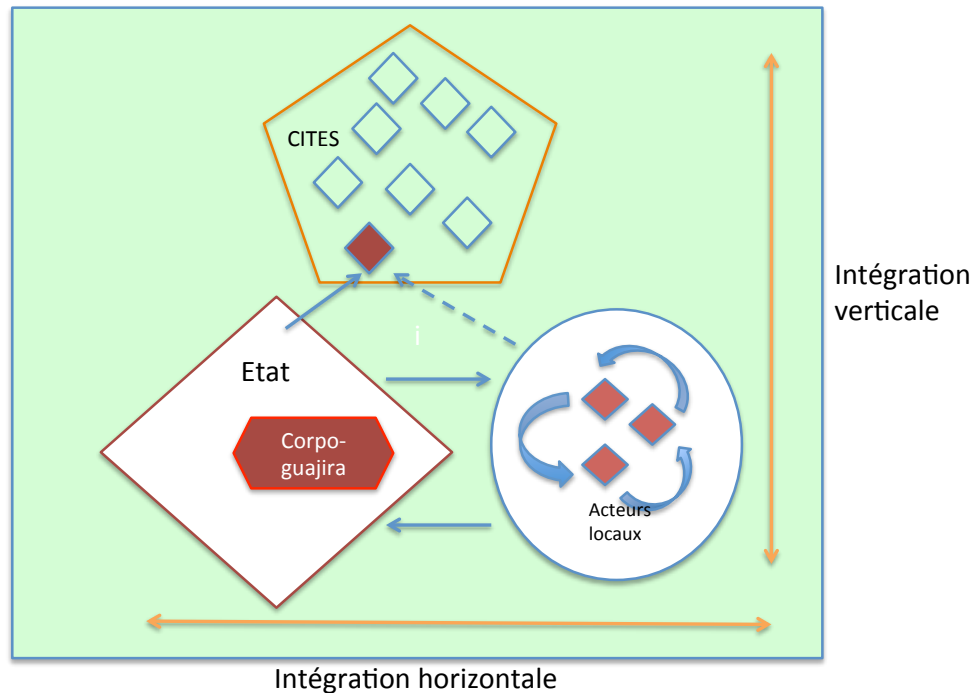 CITES
Intégration
verticale
i
Etat
Corpo-
guajira
Acteurs
locaux
Intégration horizontale